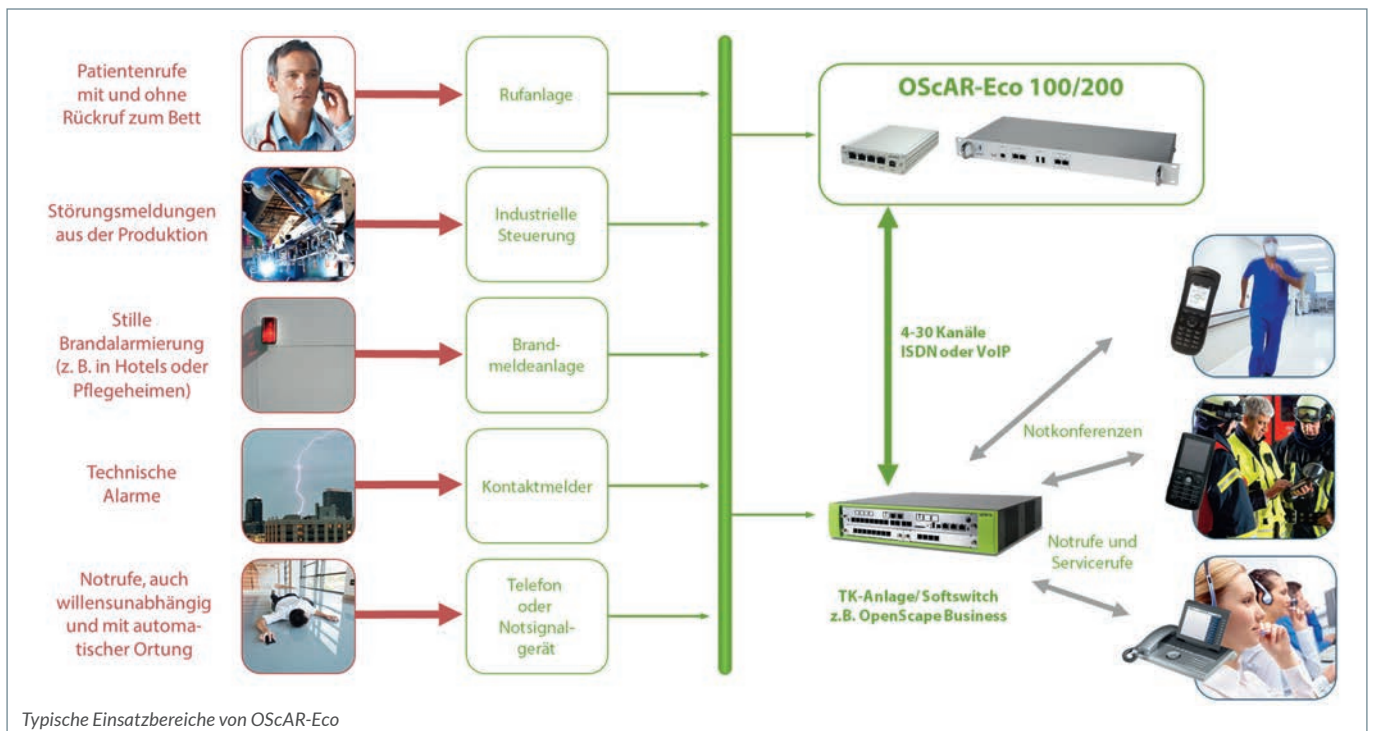 Patientenrufe
mit und ohne
Rückruf zum Bett
Rufanlage
Störungsmeldungen
aus der Produktion
Industrielle
Steuerung
Stille
Brandalarmierung
(z. B. in Hotels oder
Pflegeheimen)
Brand-
meldeanlage
Technische
Alarme
Kontaktmelder
Notrufe, auch
willensunabhängig
und mit automa-
tischer Ortung
Telefon
oder
Notsignal-
gerät
OScAR-Eco 100/200
4-30 Kanäle
ISDN oder VoIP
Notkonferenzen
Notrufe und
Servicerufe
TK-Anlage/Softswitch
z.B. OpenScape Business
Typische Einsatzbereiche von OScAR-Eco